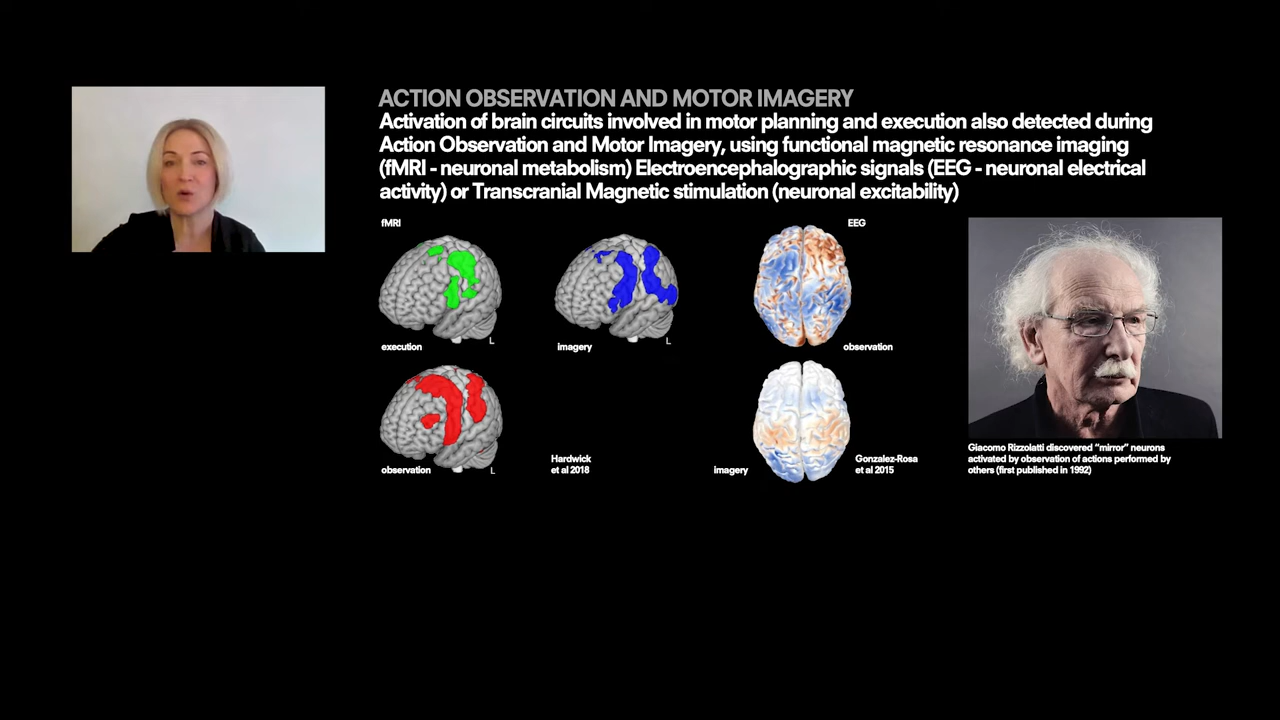 ACTION OBSERVATION AND MOTOR IMAGERY
Activation of brain circuits involved in motor planning and execution also detected during
Action Observation and Motor Imagery, using functional magnetic resonance imaging
(fMRI - neuronal metabolism) Electroencephalographic signals (EEG - neuronal electrical
activity) or Transcranial Magnetic stimulation (neuronal excitability)
fMRI
EEG
L
L
execution
imagery
observation
L
observation
Hardwick
et al 2018
imagery
Gonzalez-Rosa
et al 2015
Giacomo Rizzolatti discovered “mirror” neurons
activated by observation of actions performed by
others (first published in 1992)